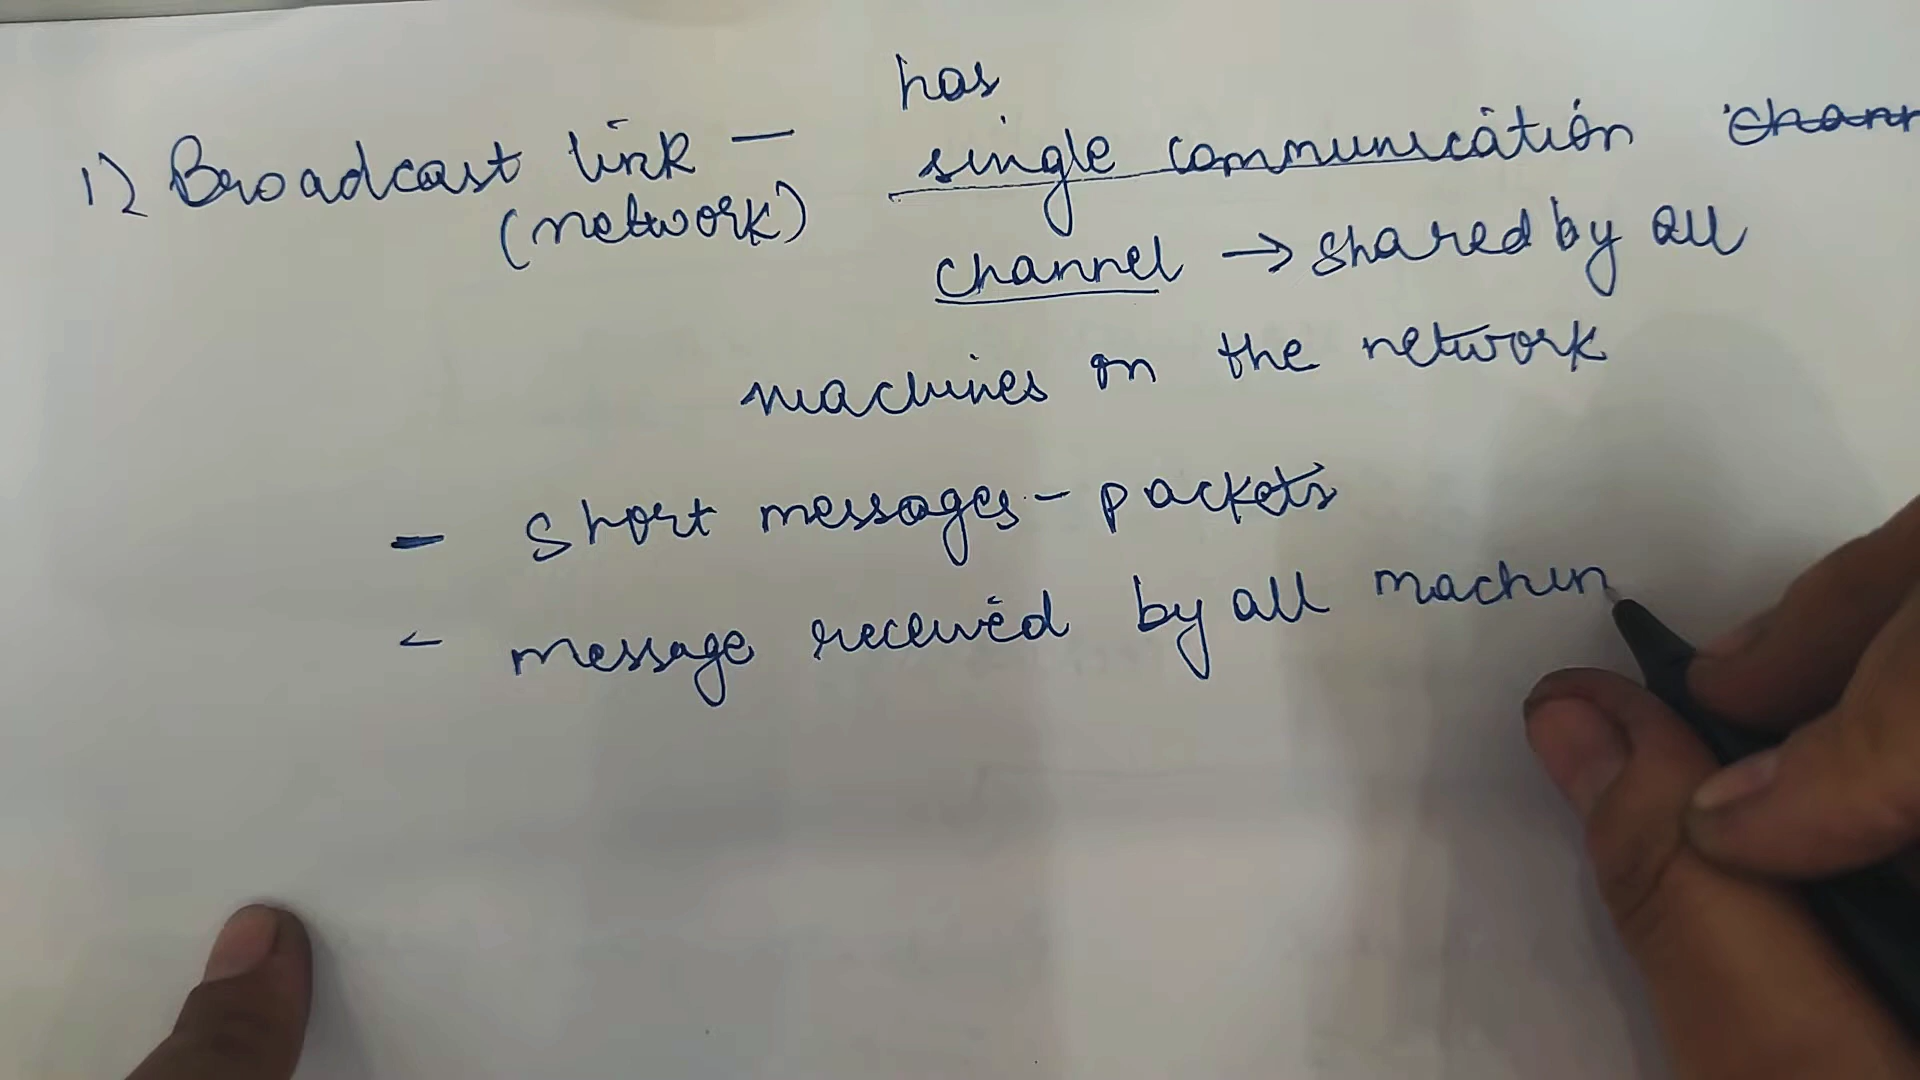 has
1) Broadcast link — single communication chann
(network)
channel → shared by all
machines on the network
- Short messages - packets
- message received by all machin